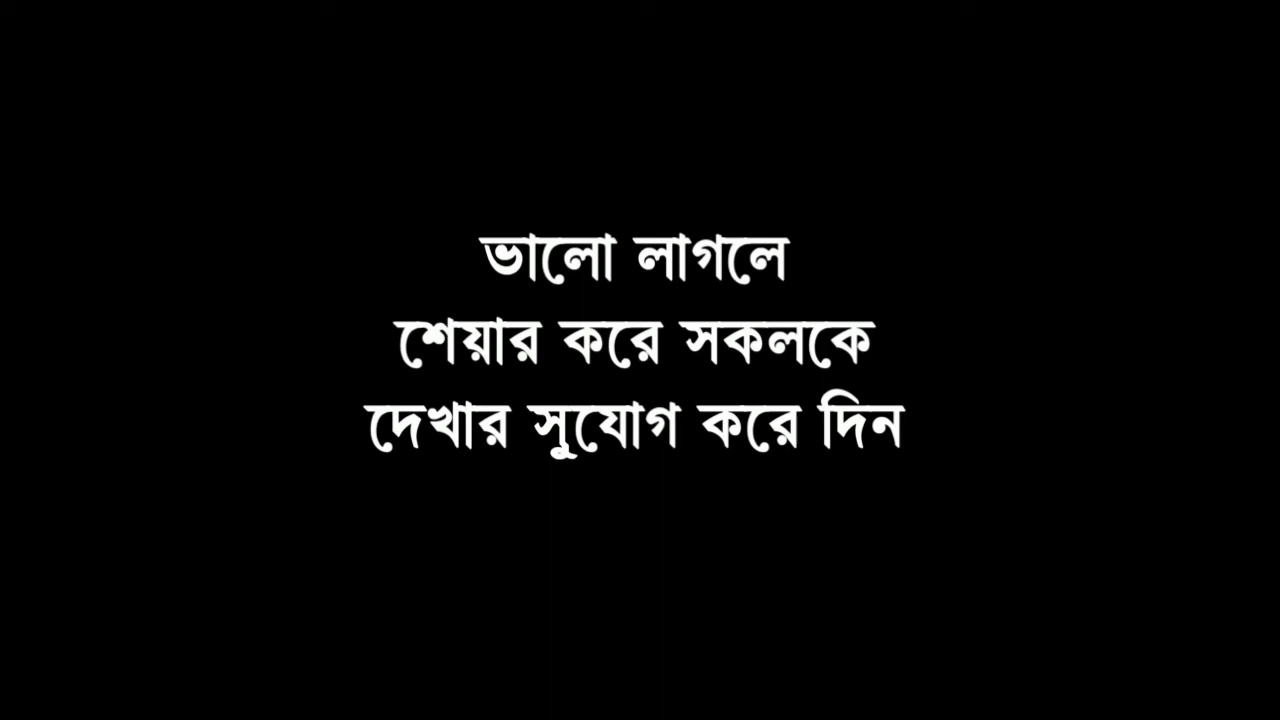 ভালো লাগলে
শেয়ার করে সকলকে
দেখার সুযোগ করে দিন